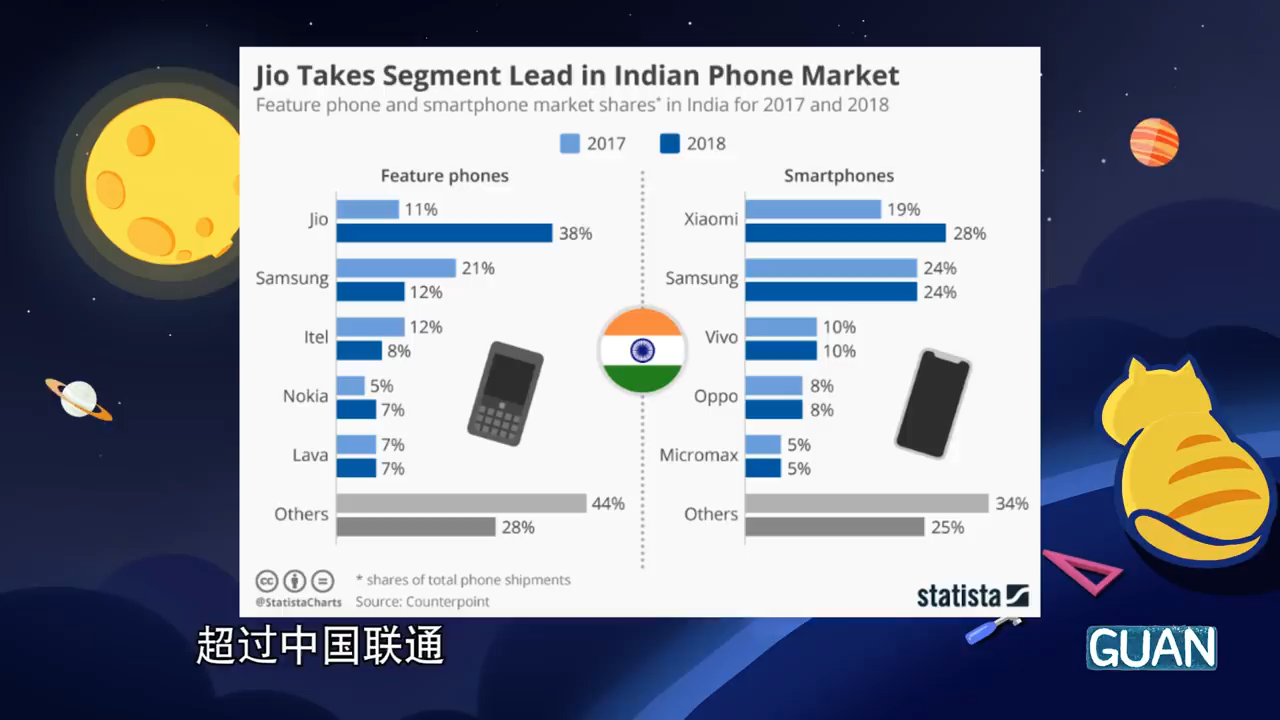 Jio Takes Segment Lead in Indian Phone Market
Feature phone and smartphone market shares* in India for 2017 and 2018
2017 2018
Feature phones
Jio 11%
38%
Samsung 21%
12%
Itel 12%
8%
Nokia 5%
7%
Lava 7%
7%
Others 44%
28%
Smartphones
Xiaomi 19%
28%
Samsung 24%
24%
Vivo 10%
10%
Oppo 8%
8%
Micromax 5%
5%
Others 34%
25%
@StatistaCharts
* shares of total phone shipments
Source: Counterpoint
statista
超过中国联通
GUAN